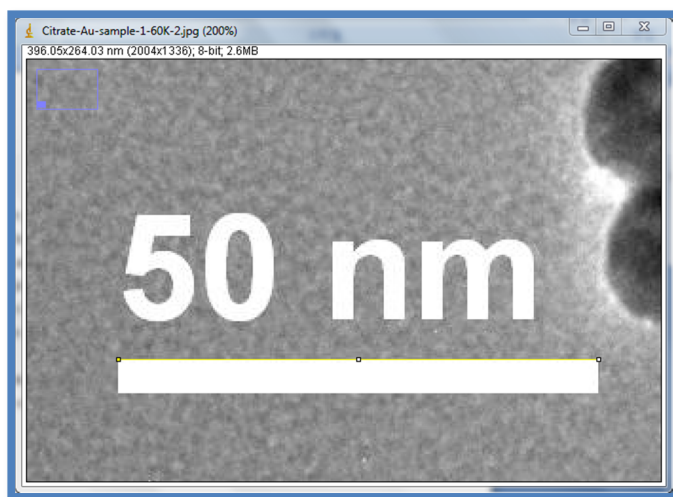 Citrate-Au-sample-1-60K-2.jpg (200%)
396.05x264.03 nm (2004x1336); 8-bit; 2.6MB
50 nm